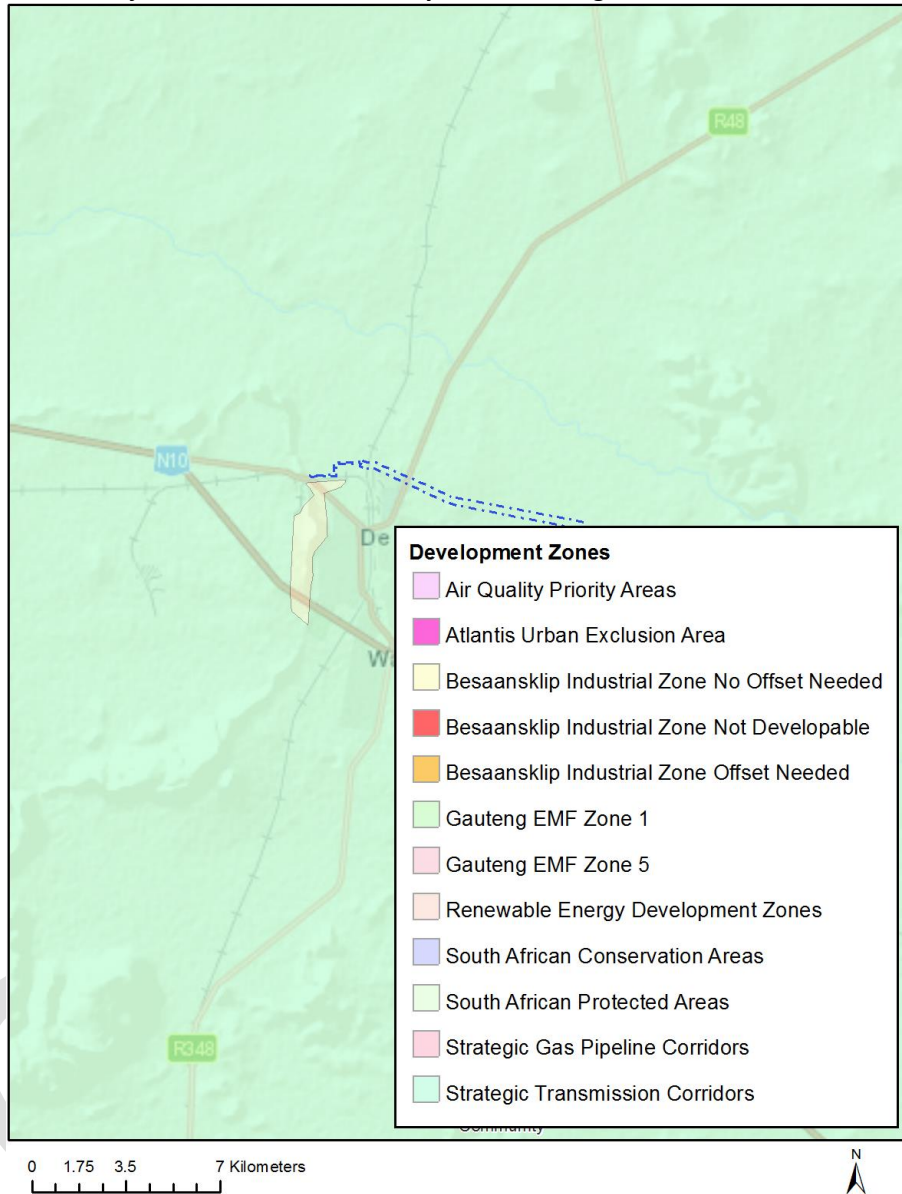 R48
N10
De
Wa
R348
Development Zones
Air Quality Priority Areas
Atlantis Urban Exclusion Area
Besaansklip Industrial Zone No Offset Needed
Besaansklip Industrial Zone Not Developable
Besaansklip Industrial Zone Offset Needed
Gauteng EMF Zone 1
Gauteng EMF Zone 5
Renewable Energy Development Zones
South African Conservation Areas
South African Protected Areas
Strategic Gas Pipeline Corridors
Strategic Transmission Corridors
Community
0 1.75 3.5 7 Kilometers
N